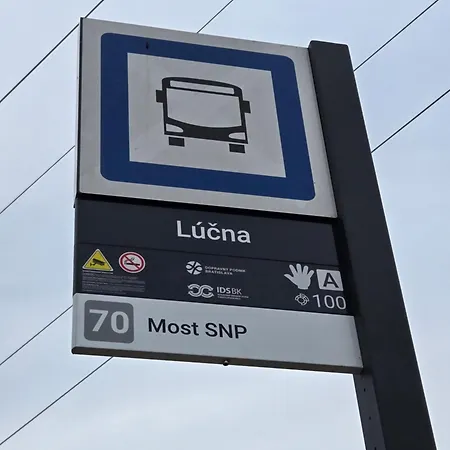 Lúčna
DOPRAVNÝ PODNIK
BRATISLAVA
IDS BK
A
100
70 Most SNP